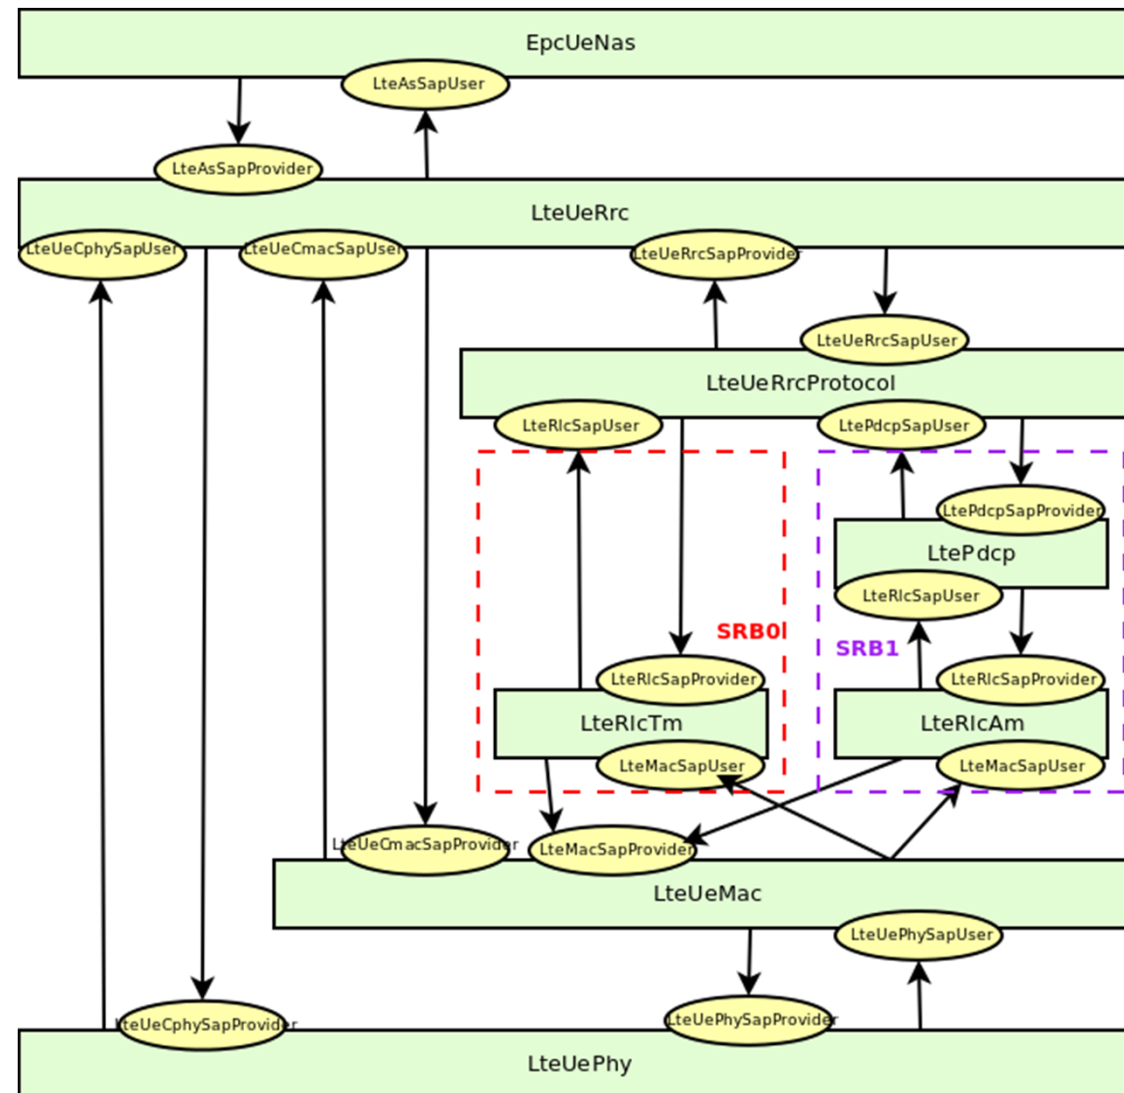 EpcUeNas
LteAsSapUser
LteAsSapProvider
LteUeRrc
LteUeCphySapUser
LteUeCmacSapUser
LteUeRrcSapProvider
LteUeRrcSapUser
LteUeRrcProtocol
LteRlcSapUser
LtePdcpSapUser
LtePdcpSapProvider
LtePdcp
LteRlcSapUser
SRB0
SRB1
LteRlcSapProvider
LteRlcSapProvider
LteRlcTm
LteRlcAm
LteMacSapUser
LteMacSapUser
LteUeCmacSapProvider
LteMacSapProvider
LteUeMac
LteUePhySapUser
LteUeCphySapProvider
LteUePhySapProvider
LteUePhy